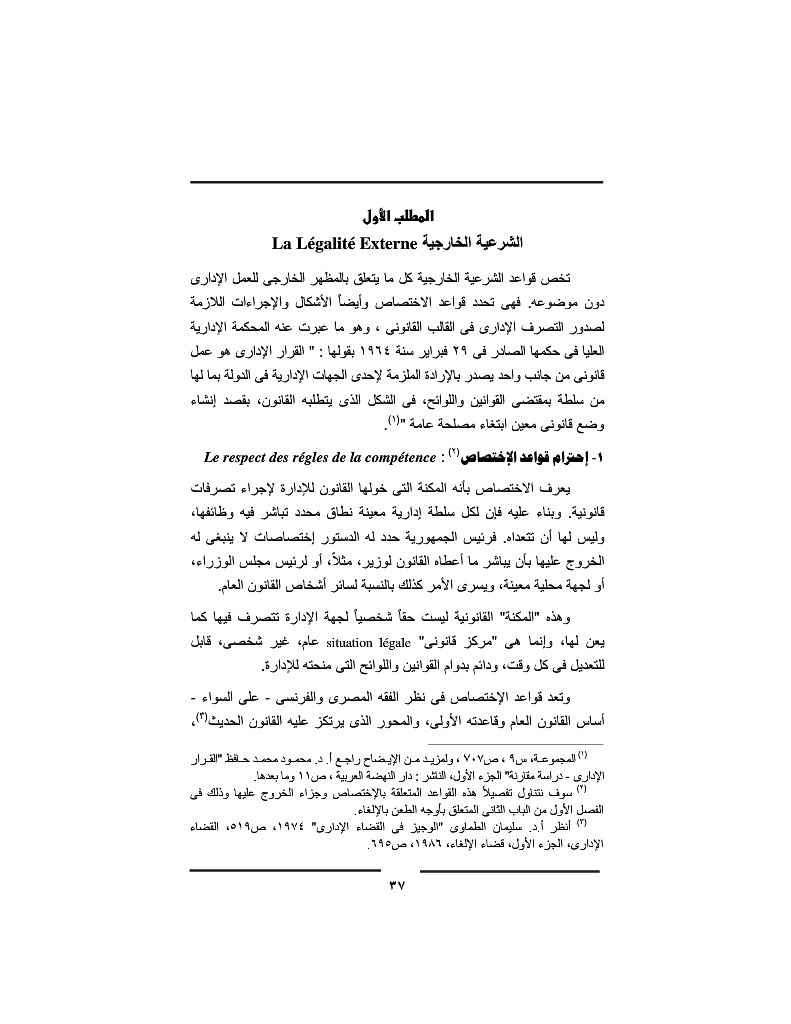 المطلب الأول
الشرعية الخارجية La Légalité Externe
تخص قواعد الشرعية الخارجية كل ما يتعلق بالمظهر الخارجى للعمل الإدارى
دون موضوعه. فهى تحدد قواعد الاختصاص وأيضاً الأشكال والإجراءات اللازمة
لصدور التصرف الإدارى فى القالب القانونى ، وهو ما عبرت عنه المحكمة الإدارية
العليا فى حكمها الصادر فى ٢٩ فبراير سنة ١٩٦٤ بقولها : " القرار الإدارى هو عمل
قانونى من جانب واحد يصدر بالإرادة الملزمة لإحدى الجهات الإدارية فى الدولة بما لها
من سلطة بمقتضى القوانين واللوائح، فى الشكل الذى يتطلبه القانون، بقصد إنشاء
وضع قانونى معين ابتغاء مصلحة عامة "(١).
١- إحترام قواعد الإختصاص(٢) : Le respect des régles de la compétence
يعرف الاختصاص بأنه المكنة التى خولها القانون للإدارة لإجراء تصرفات
قانونية. وبناء عليه فإن لكل سلطة إدارية معينة نطاق محدد تباشر فيه وظائفها،
وليس لها أن تتعداه. فرئيس الجمهورية حدد له الدستور إختصاصات لا ينبغى له
الخروج عليها بأن يباشر ما أعطاه القانون لوزير، مثلاً، أو لرئيس مجلس الوزراء،
أو لجهة محلية معينة، ويسرى الأمر كذلك بالنسبة لسائر أشخاص القانون العام.
وهذه "المكنة" القانونية ليست حقاً شخصياً لجهة الإدارة تتصرف فيها كما
يعن لها، وإنما هى "مركز قانونى" situation légale عام، غير شخصى، قابل
للتعديل فى كل وقت، ودائم بدوام القوانين واللوائح التى منحته للإدارة.
وتعد قواعد الإختصاص فى نظر الفقه المصرى والفرنسى - على السواء -
أساس القانون العام وقاعدته الأولى، والمحور الذى يرتكز عليه القانون الحديث(٣)،
(١) المجموعة، س٩ ، ص٧٠٧ ، ولمزيد من الإيضاح راجع أ. د. محمود محمد حافظ "القرار
الإدارى - دراسة مقارنة" الجزء الأول، الناشر : دار النهضة العربية ، ص١١ وما بعدها.
(٢) سوف نتناول تفصيلاً هذه القواعد المتعلقة بالإختصاص وجزاء الخروج عليها وذلك فى
الفصل الأول من الباب الثانى المتعلق بأوجه الطعن بالإلغاء.
(٣) أنظر أ.د. سليمان الطماوى "الوجيز فى القضاء الإدارى" ١٩٧٤، ص٥١٩، القضاء
الإدارى، الجزء الأول، قضاء الإلغاء، ١٩٨٦، ص٦٩٥.
٣٧